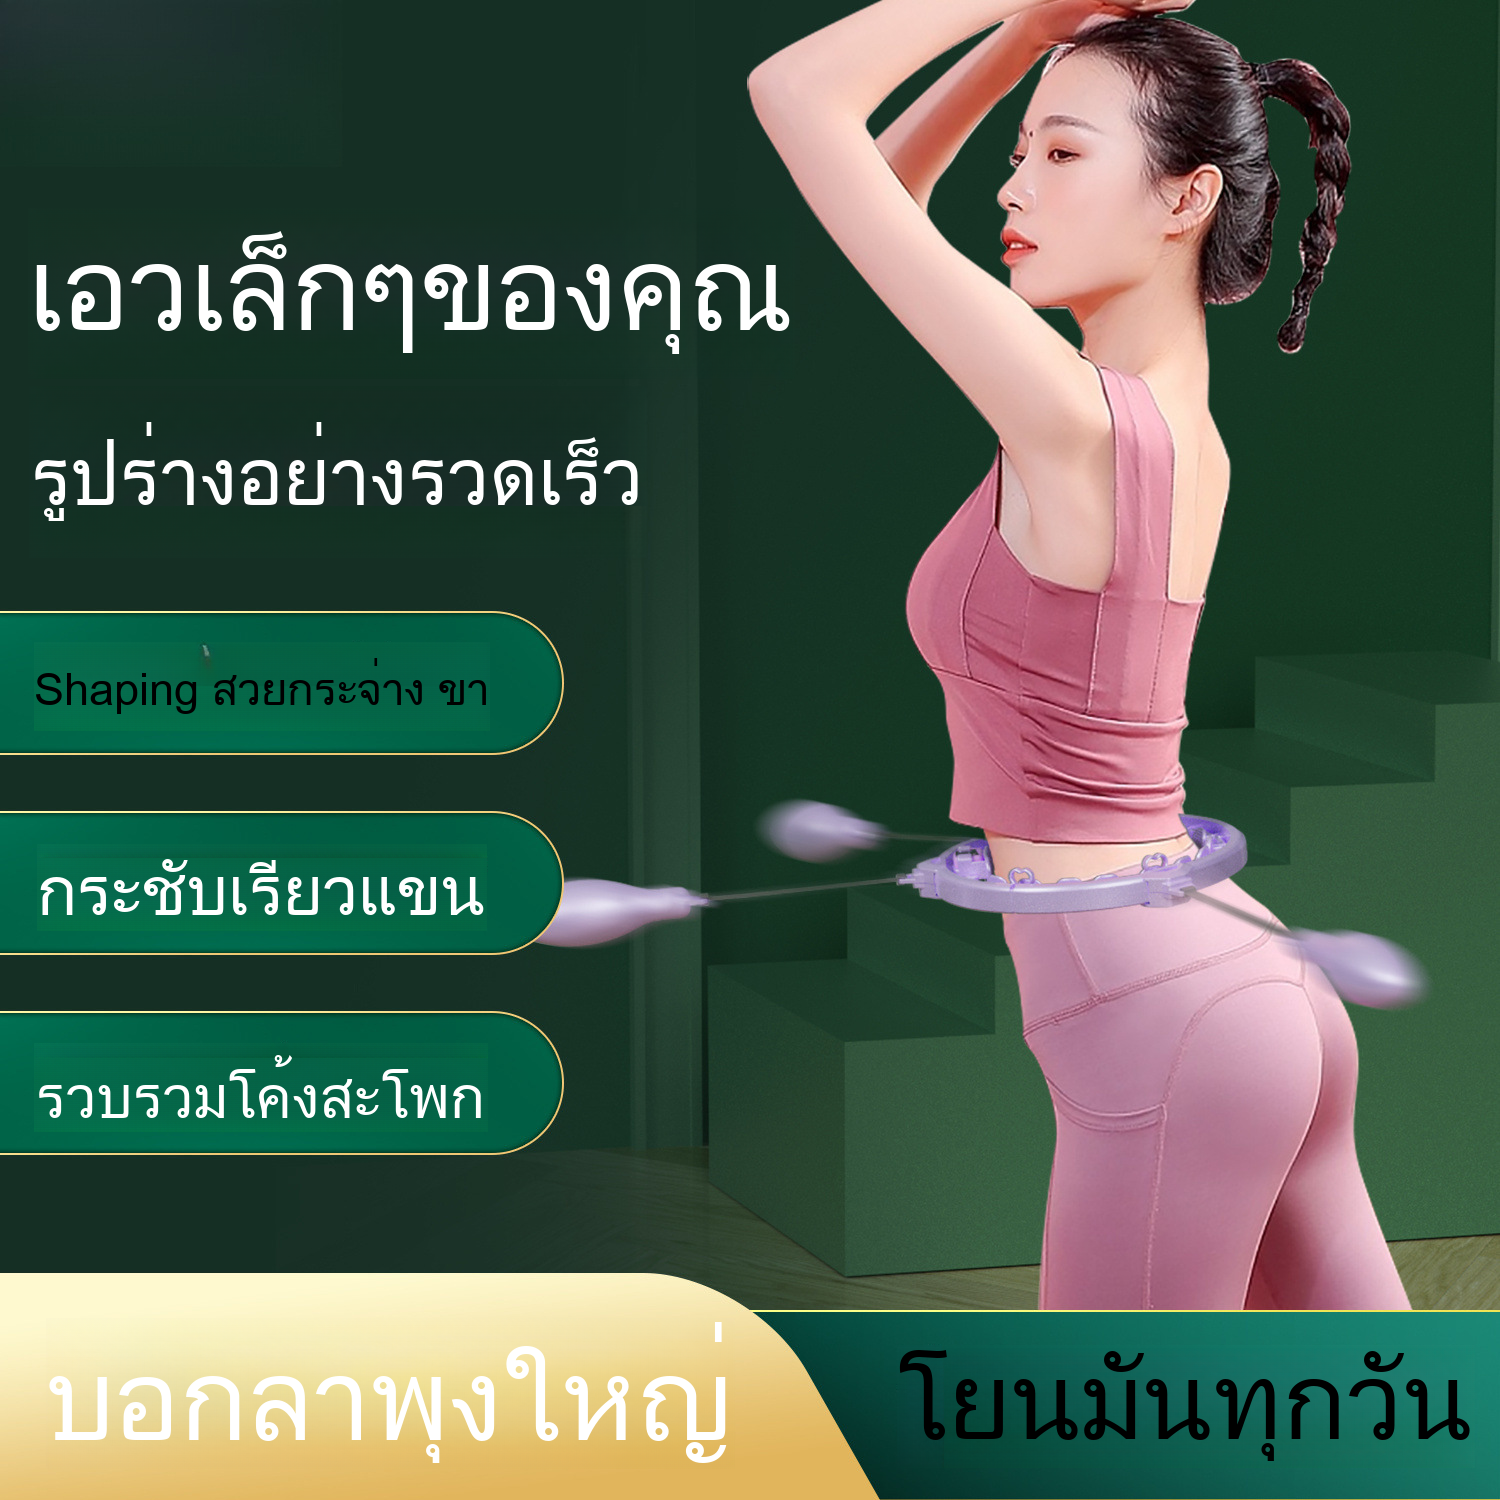 เอวเล็กๆของคุณ
รูปร่างอย่างรวดเร็ว
Shaping สวยกระจ่าง ขา
กระชับเรียวแขน
รวบรวมโค้งสะโพก
บอกลาพุงใหญ่
โยนมันทุกวัน